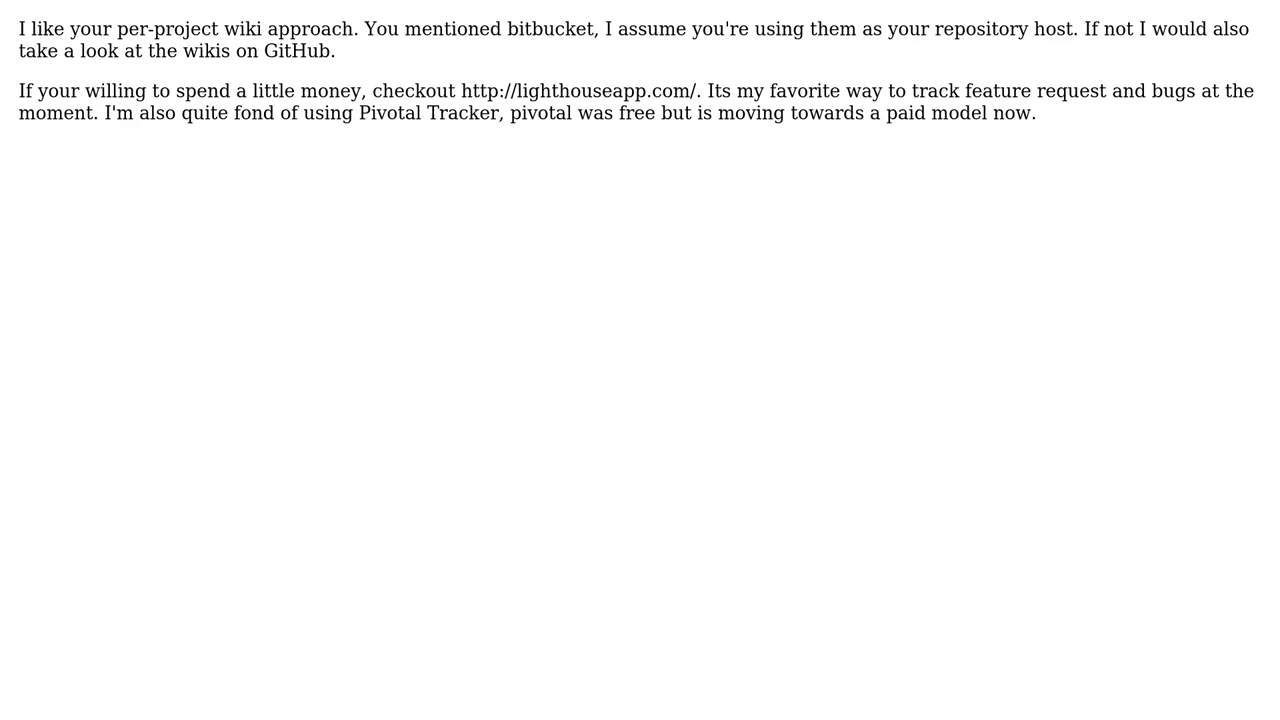 I like your per-project wiki approach. You mentioned bitbucket, I assume you're using them as your repository host. If not I would also
take a look at the wikis on GitHub.
If your willing to spend a little money, checkout http://lighthouseapp.com/. Its my favorite way to track feature request and bugs at the
moment. I'm also quite fond of using Pivotal Tracker, pivotal was free but is moving towards a paid model now.